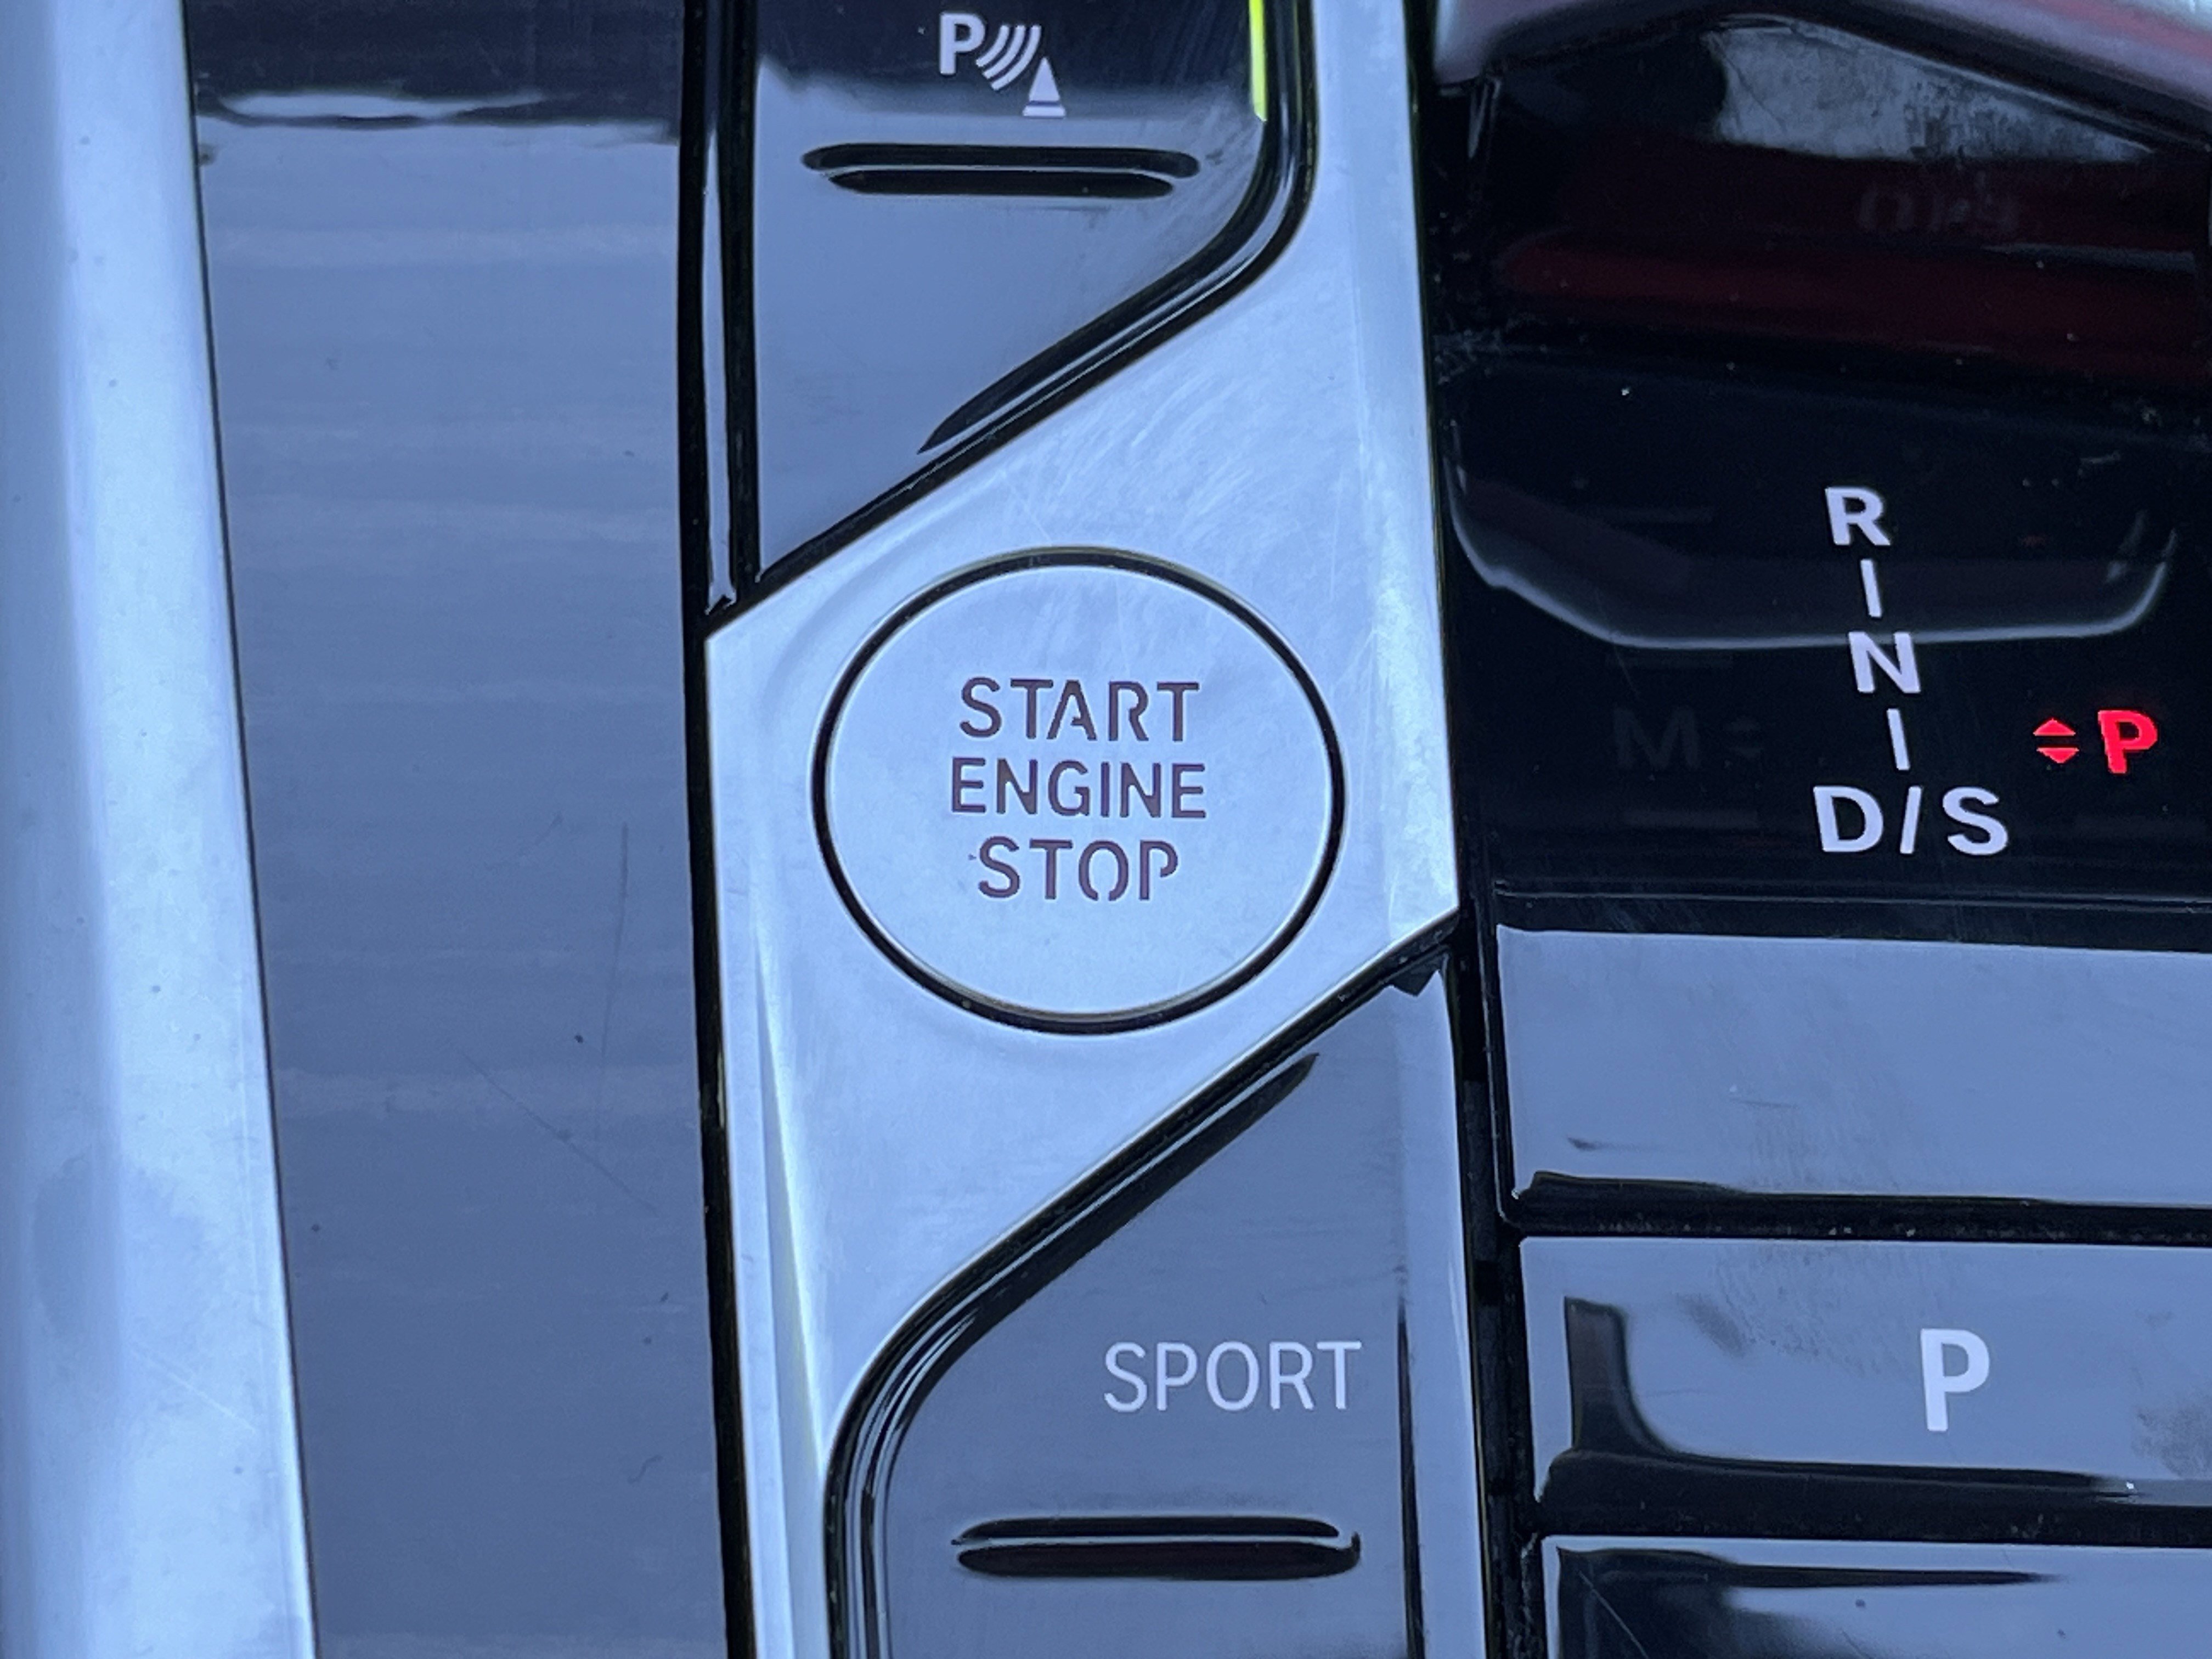 P
START
ENGINE
STOP
SPORT
R
N
D/S
P
P